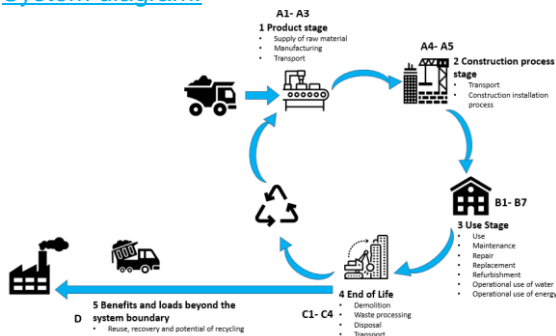 System diagram:
A1- A3
1 Product stage
• Supply of raw material
• Manufacturing
• Transport
A4- A5
2 Construction process
stage
• Transport
• Construction installation
process
B1- B7
3 Use Stage
• Use
• Maintenance
• Repair
• Replacement
• Refurbishment
• Operational use of water
• Operational use of energy
4 End of Life
C1- C4
• Demolition
• Waste processing
• Disposal
• Transport
5 Benefits and loads beyond the
D system boundary
• Reuse, recovery and potential of recycling